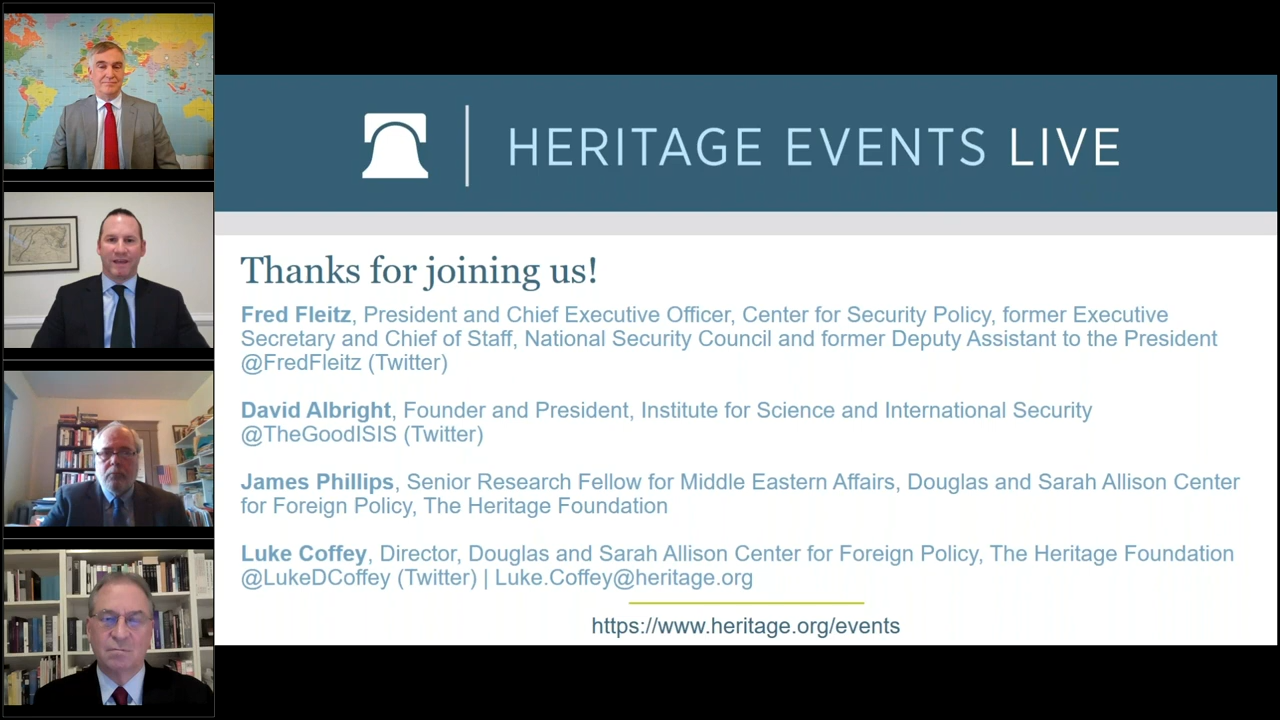 HERITAGE EVENTS LIVE
Thanks for joining us!
Fred Fleitz, President and Chief Executive Officer, Center for Security Policy, former Executive
Secretary and Chief of Staff, National Security Council and former Deputy Assistant to the President
@FredFleitz (Twitter)
David Albright, Founder and President, Institute for Science and International Security
@TheGoodISIS (Twitter)
James Phillips, Senior Research Fellow for Middle Eastern Affairs, Douglas and Sarah Allison Center
for Foreign Policy, The Heritage Foundation
Luke Coffey, Director, Douglas and Sarah Allison Center for Foreign Policy, The Heritage Foundation
@LukeDCoffey (Twitter) | Luke.Coffey@heritage.org
https://www.heritage.org/events